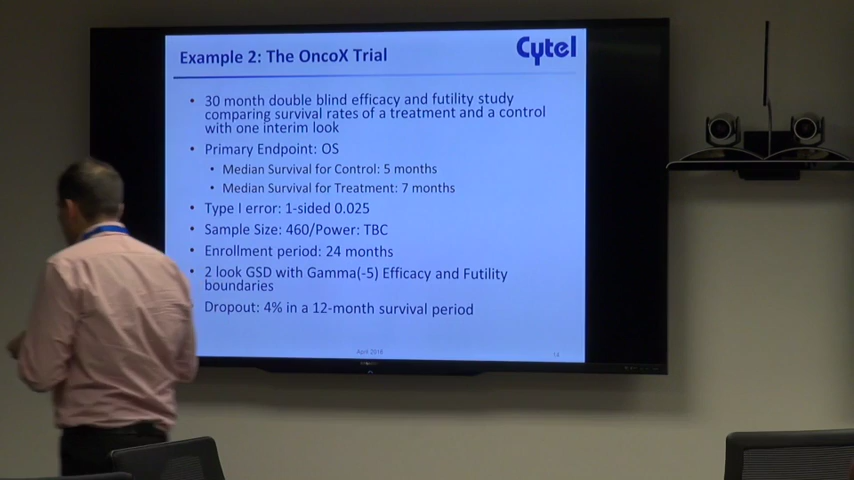 Example 2: The OncoX Trial
Cytel
• 30 month double blind efficacy and futility study
comparing survival rates of a treatment and a control
with one interim look
• Primary Endpoint: OS
• Median Survival for Control: 5 months
• Median Survival for Treatment: 7 months
• Type I error: 1-sided 0.025
• Sample Size: 460/Power: TBC
• Enrollment period: 24 months
• 2 look GSD with Gamma(-5) Efficacy and Futility
boundaries
Dropout: 4% in a 12-month survival period
April 2018
14